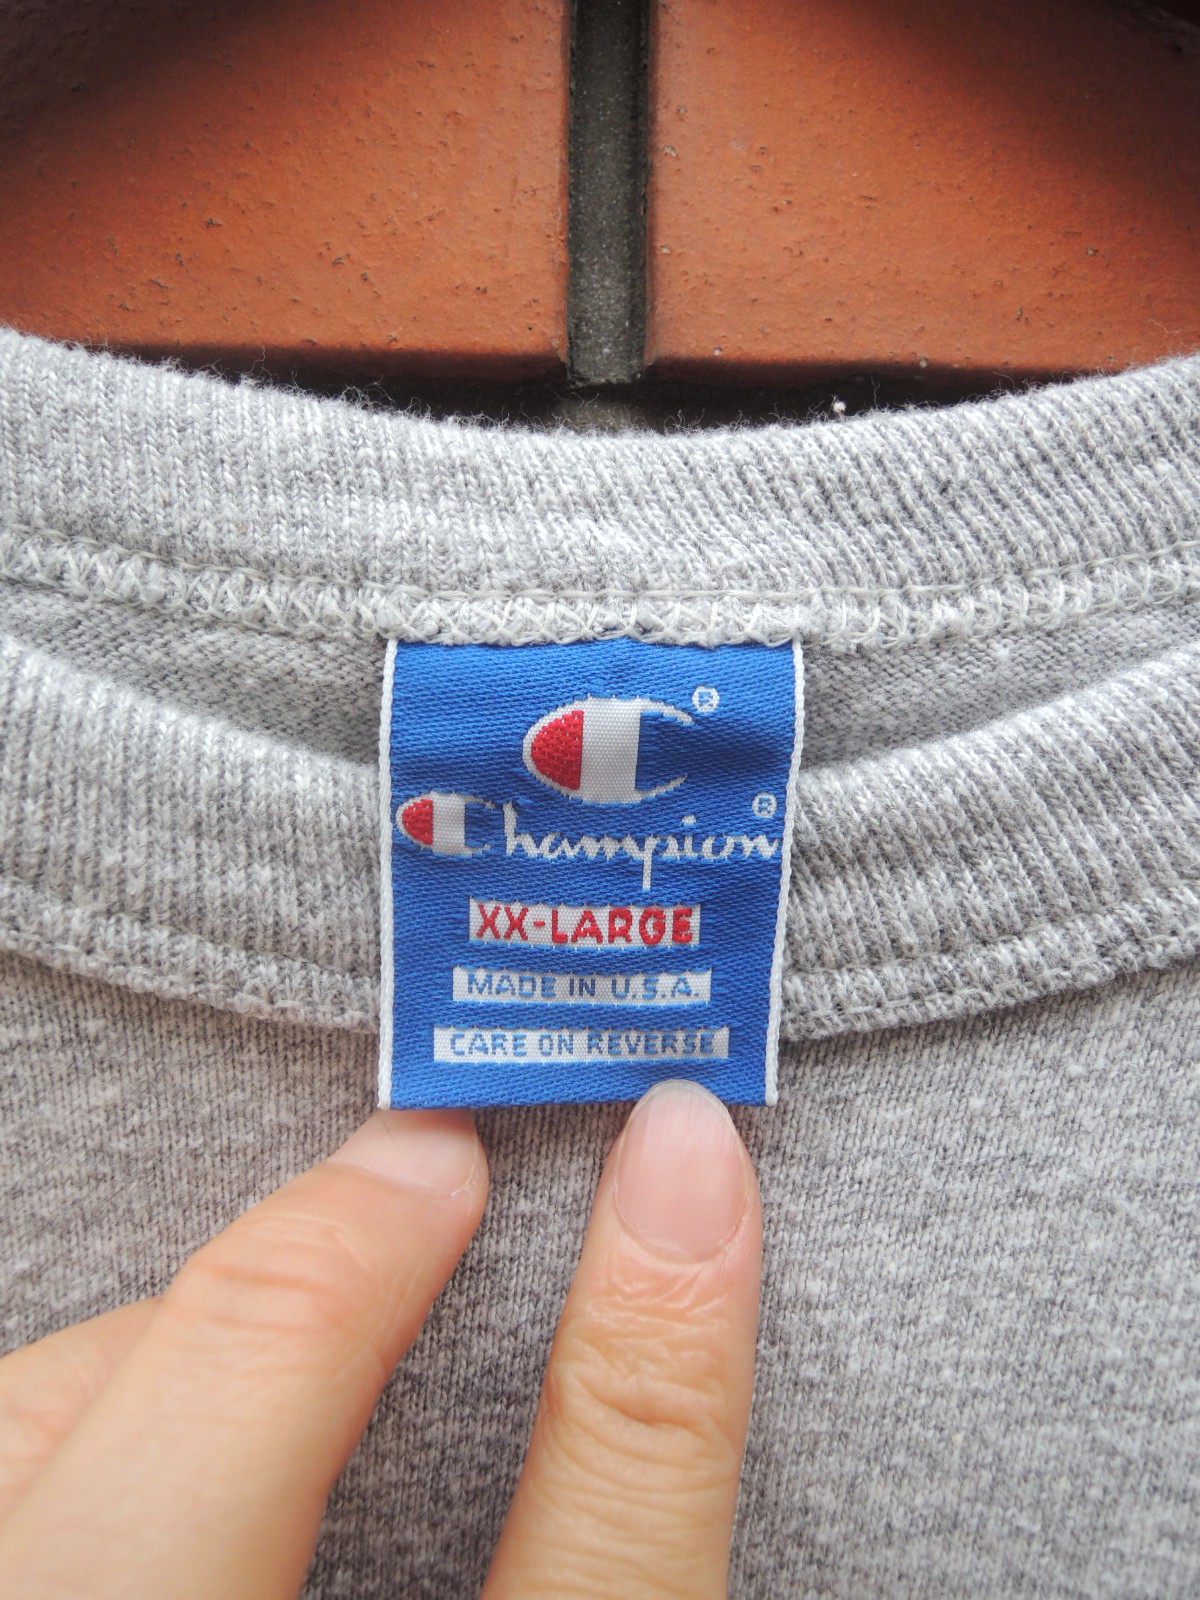 C®
Champion®
XX-LARGE
MADE IN U.S.A.
CARE ON REVERSE